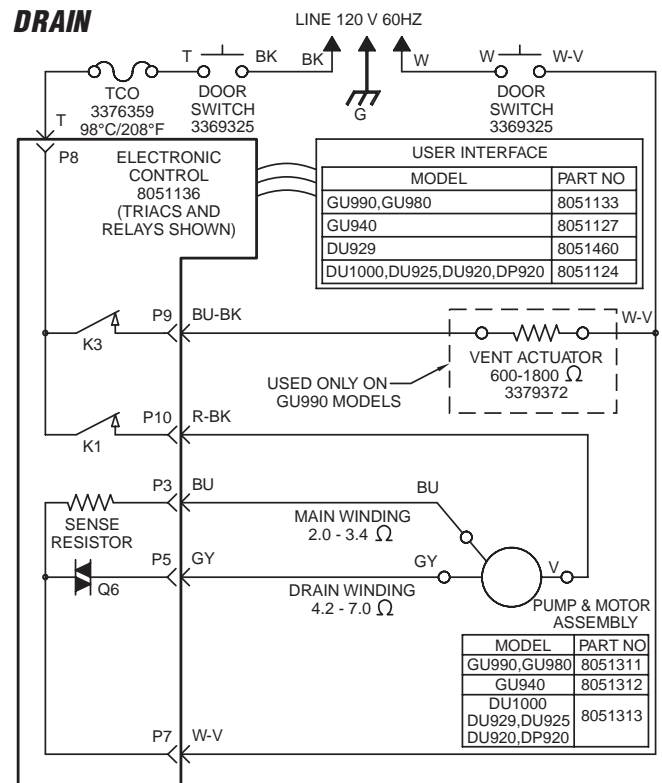 DRAIN
LINE 120 V 60HZ
T
BK
BK
W
W
W-V
TCO
3376359
98°C/208°F
DOOR
SWITCH
3369325
G
DOOR
SWITCH
3369325
T
P8
ELECTRONIC
CONTROL
8051136
(TRIACS AND
RELAYS SHOWN)
USER INTERFACE
MODEL PART NO
GU990,GU980 8051133
GU940 8051127
DU929 8051460
DU1000,DU925,DU920,DP920 8051124
K3
P9
BU-BK
W-V
VENT ACTUATOR
600-1800 Ω
3379372
USED ONLY ON
GU990 MODELS
K1
P10
R-BK
SENSE
RESISTOR
P3
BU
BU
MAIN WINDING
2.0 - 3.4 Ω
Q6
P5
GY
GY
V
DRAIN WINDING
4.2 - 7.0 Ω
PUMP & MOTOR
ASSEMBLY
MODEL PART NO
GU990,GU980 8051311
GU940 8051312
DU1000
DU929,DU925
DU920,DP920 8051313
P7
W-V